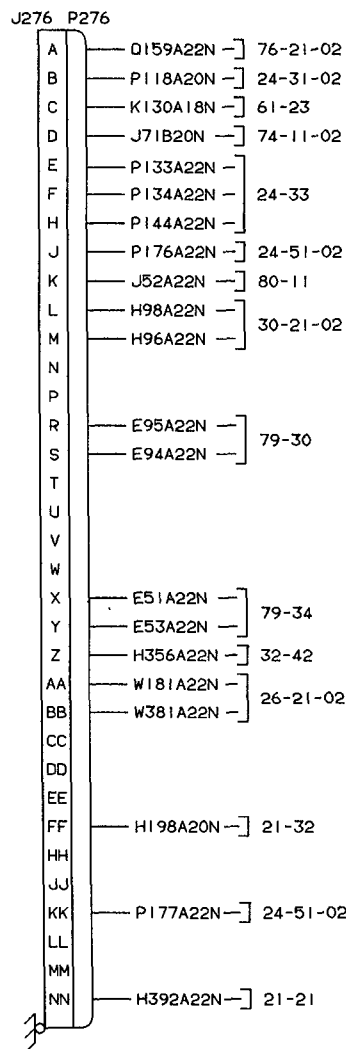 J276 P276
A Q159A22N 76-21-02
B P118A20N 24-31-02
C K130A18N 61-23
D J71B20N 74-11-02
E P133A22N
F P134A22N 24-33
H P144A22N
J P176A22N 24-51-02
K J52A22N 80-11
L H98A22N
30-21-02
M H96A22N
N
P
R E95A22N
79-30
S E94A22N
T
U
V
W
X E51A22N
79-34
Y E53A22N
Z H356A22N 32-42
AA W181A22N
26-21-02
BB W381A22N
CC
DD
EE
FF H198A20N 21-32
HH
JJ
KK P177A22N 24-51-02
LL
MM
NN H392A22N 21-21